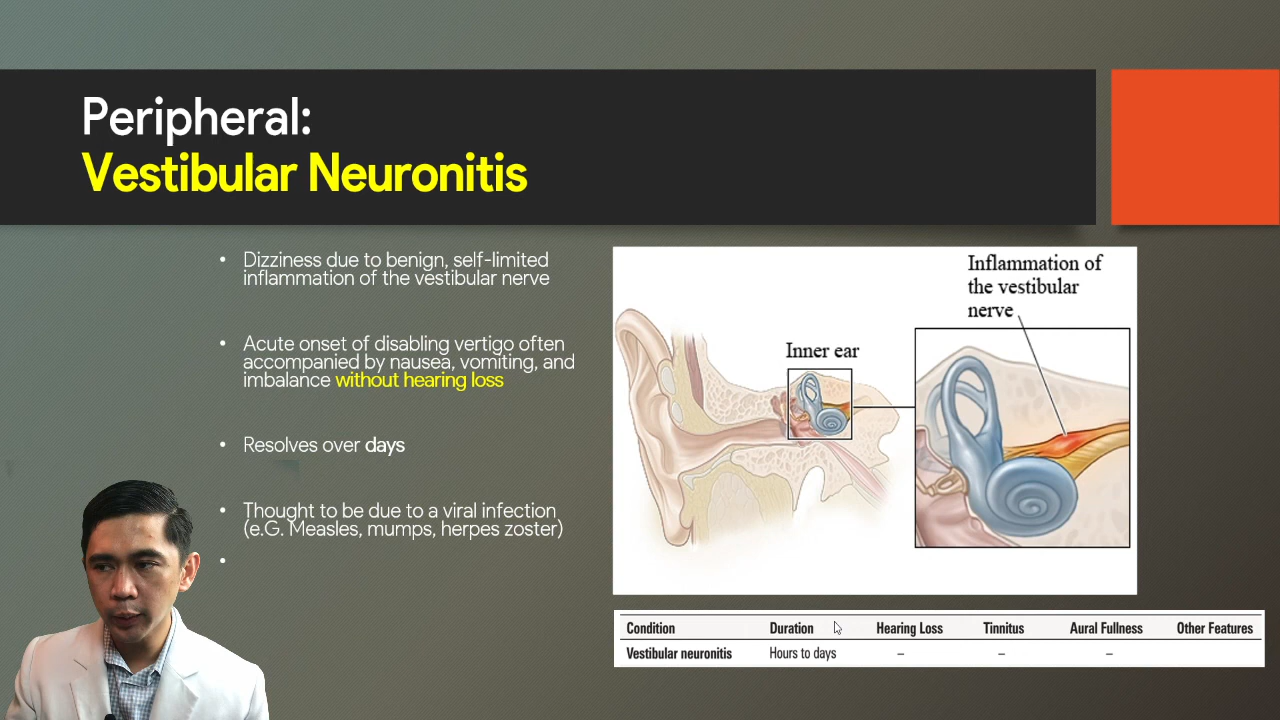 Peripheral:
Vestibular Neuronitis
• Dizziness due to benign, self-limited
inflammation of the vestibular nerve
• Acute onset of disabling vertigo often
accompanied by nausea, vomiting, and
imbalance without hearing loss
• Resolves over days
• Thought to be due to a viral infection
(e.G. Measles, mumps, herpes zoster)
•
Inflammation of
the vestibular
nerve
Inner ear
Condition Duration Hearing Loss Tinnitus Aural Fullness Other Features
Vestibular neuronitis Hours to days – – –